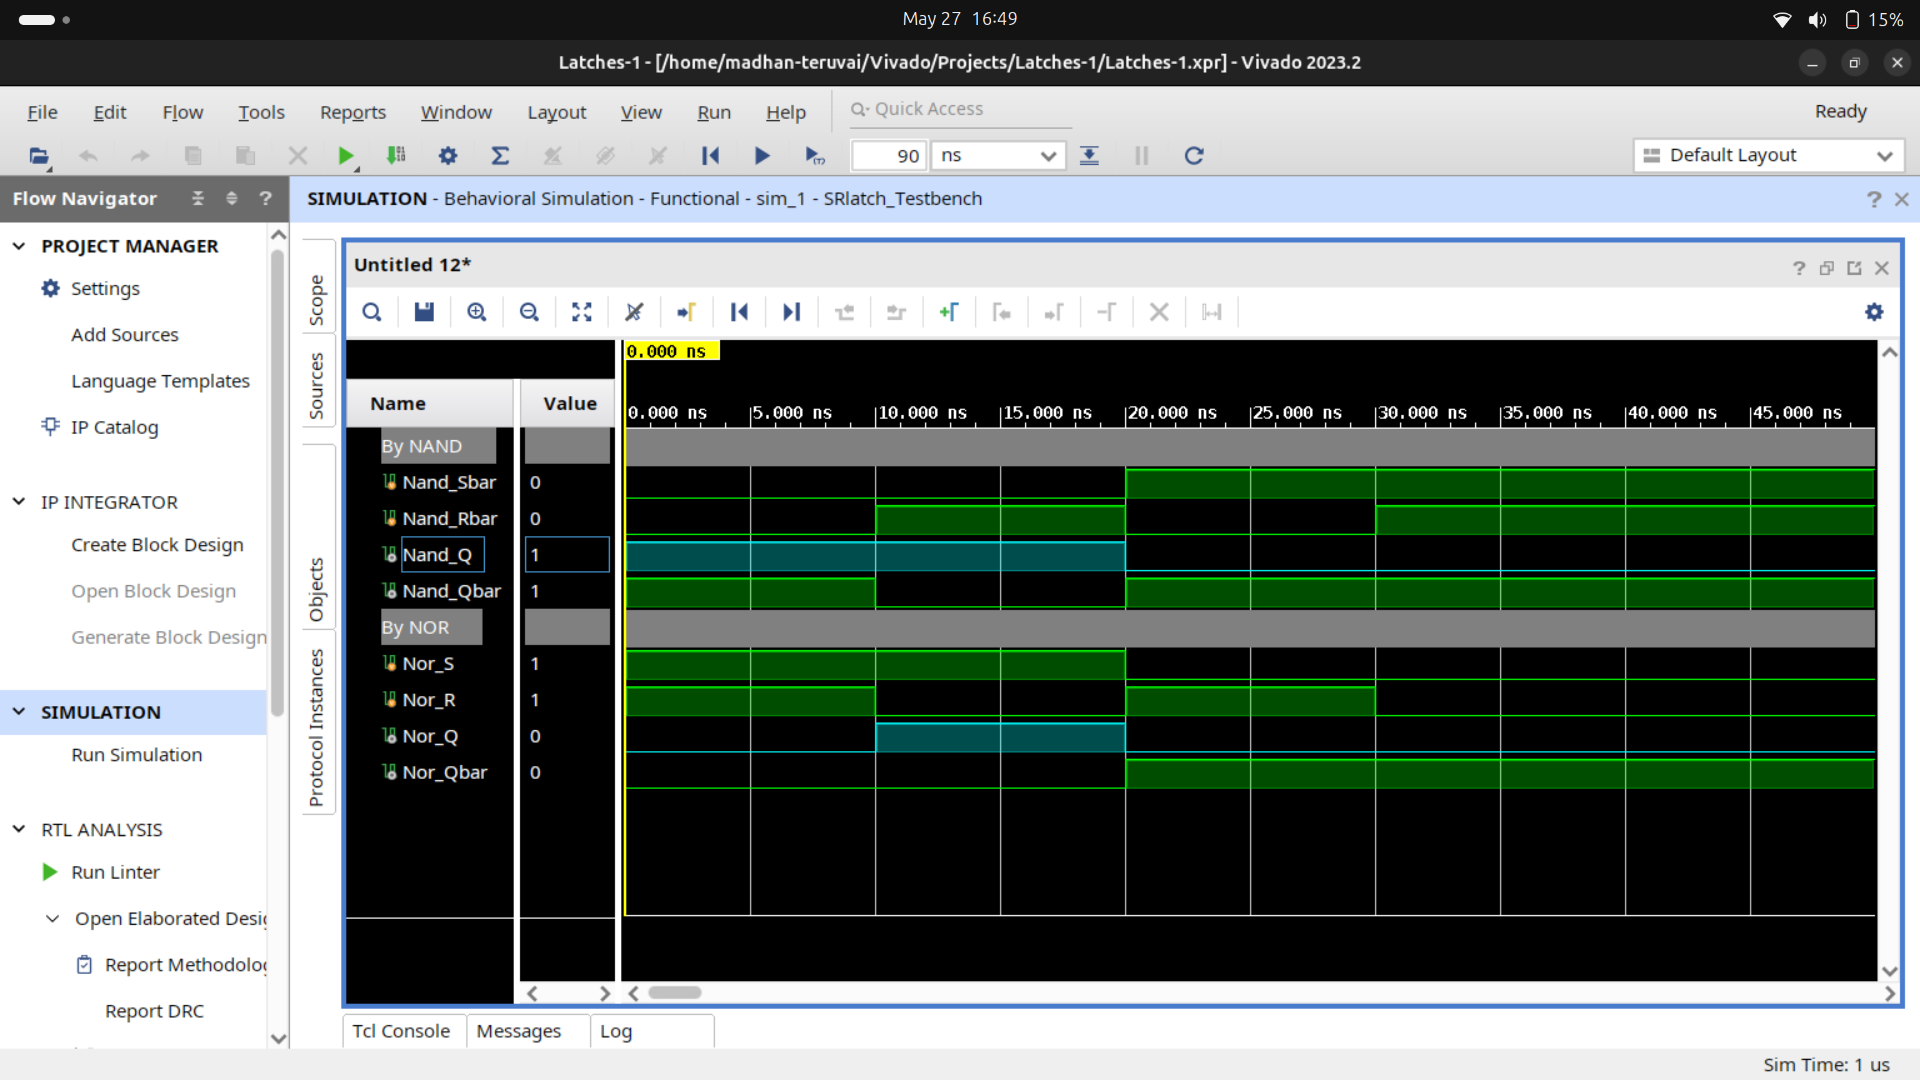 May 27 16:49
15%
Latches-1 - [/home/madhan-teruvai/Vivado/Projects/Latches-1/Latches-1.xpr] - Vivado 2023.2
File Edit Flow Tools Reports Window Layout View Run Help
Quick Access
Ready
90 ns
Default Layout
Flow Navigator
?
SIMULATION - Behavioral Simulation - Functional - sim_1 - SRlatch_Testbench
?
PROJECT MANAGER
Settings
Add Sources
Language Templates
IP Catalog
IP INTEGRATOR
Create Block Design
Open Block Design
Generate Block Design
SIMULATION
Run Simulation
RTL ANALYSIS
Run Linter
Open Elaborated Desig
Report Methodolog
Report DRC
Scope
Sources
Objects
Protocol Instances
Untitled 12*
?
0.000 ns
Name Value
0.000 ns 5.000 ns 10.000 ns 15.000 ns 20.000 ns 25.000 ns 30.000 ns 35.000 ns 40.000 ns 45.000 ns
By NAND
Nand_Sbar 0
Nand_Rbar 0
Nand_Q 1
Nand_Qbar 1
By NOR
Nor_S 1
Nor_R 1
Nor_Q 0
Nor_Qbar 0
Tcl Console Messages Log
Sim Time: 1 us